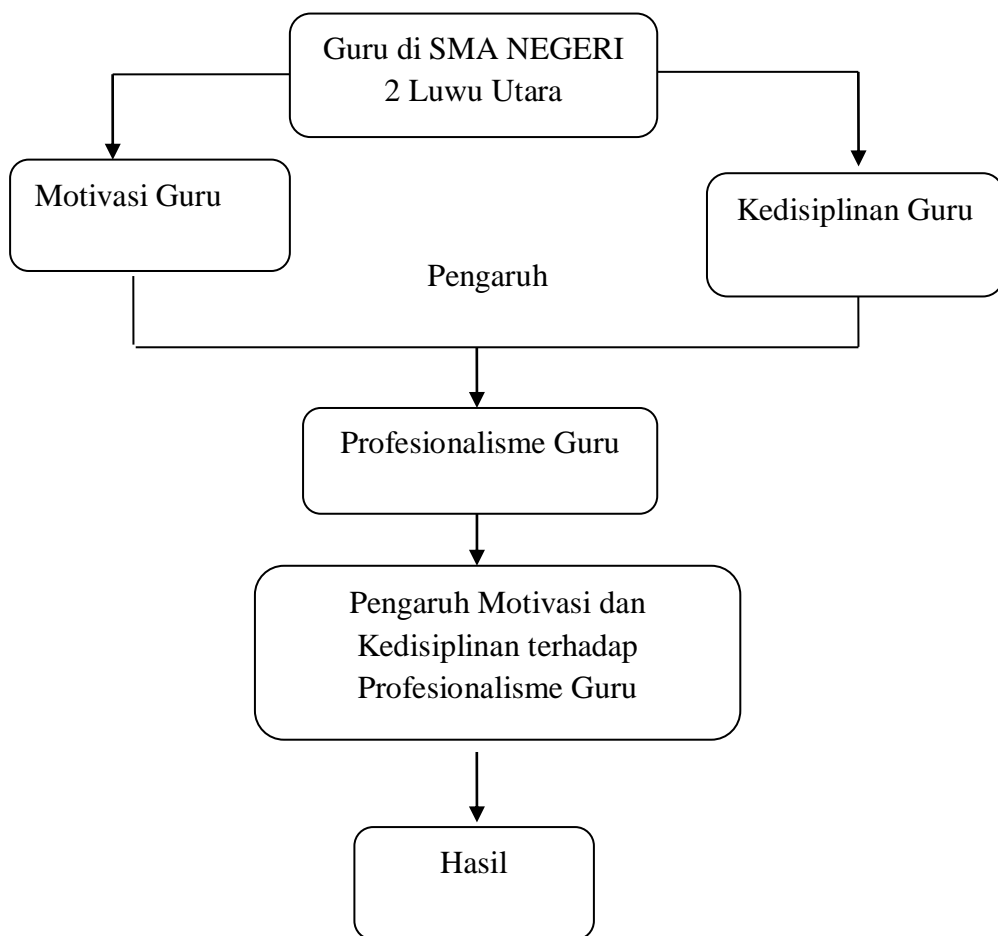 Guru di SMA NEGERI
2 Luwu Utara
Motivasi Guru
Kedisiplinan Guru
Pengaruh
Profesionalisme Guru
Pengaruh Motivasi dan
Kedisiplinan terhadap
Profesionalisme Guru
Hasil